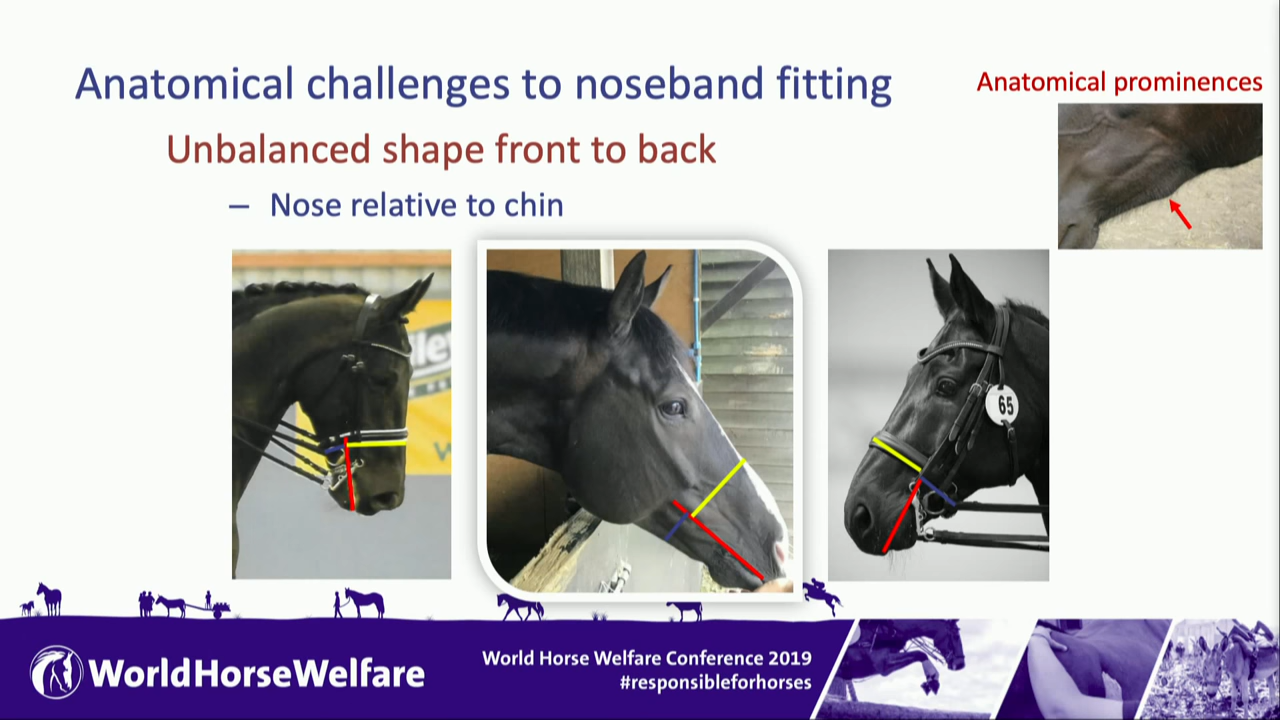 Anatomical challenges to noseband fitting
Anatomical prominences
Unbalanced shape front to back
– Nose relative to chin
65
WorldHorseWelfare
World Horse Welfare Conference 2019
#responsibleforhorses